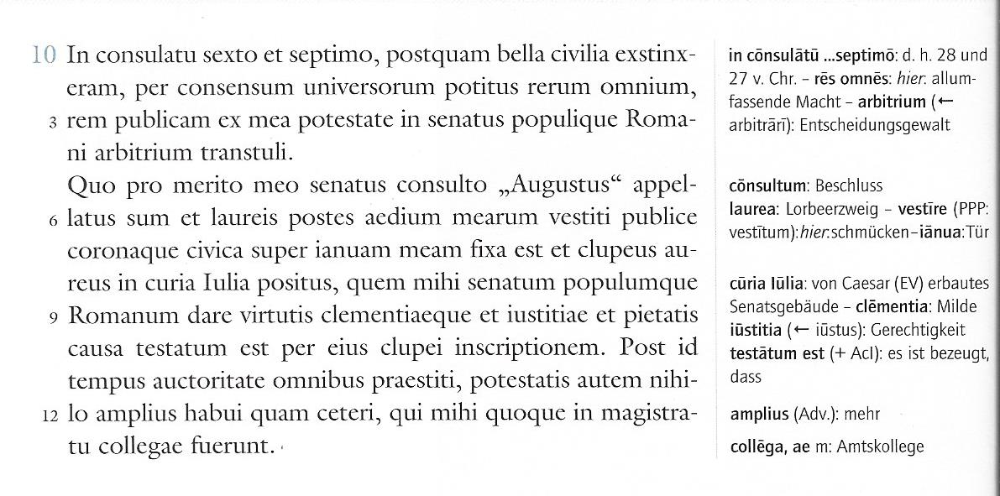 10 In consulatu sexto et septimo, postquam bella civilia exstinx-
eram, per consensum universorum potitus rerum omnium,
3 rem publicam ex mea potestate in senatus populique Roma-
ni arbitrium transtuli.
Quo pro merito meo senatus consulto „Augustus“ appel-
6 latus sum et laureis postes aedium mearum vestiti publice
coronaque civica super ianuam meam fixa est et clupeus au-
reus in curia Iulia positus, quem mihi senatum populumque
9 Romanum dare virtutis clementiaeque et iustitiae et pietatis
causa testatum est per eius clupei inscriptionem. Post id
tempus auctoritate omnibus praestiti, potestatis autem nihi-
12 lo amplius habui quam ceteri, qui mihi quoque in magistra-
tu collegae fuerunt.
in cōnsulātū ...septimō: d. h. 28 und
27 v. Chr. – rēs omnēs: hier: allum-
fassende Macht – arbitrium (←
arbitrārī): Entscheidungsgewalt
cōnsultum: Beschluss
laurea: Lorbeerzweig – vestīre (PPP:
vestītum): hier: schmücken – iānua: Tür
cūria Iūlia: von Caesar (EV) erbautes
Senatsgebäude – clēmentia: Milde
iūstitia (← iūstus): Gerechtigkeit
testātum est (+ AcI): es ist bezeugt,
dass
amplius (Adv.): mehr
collēga, ae m: Amtskollege